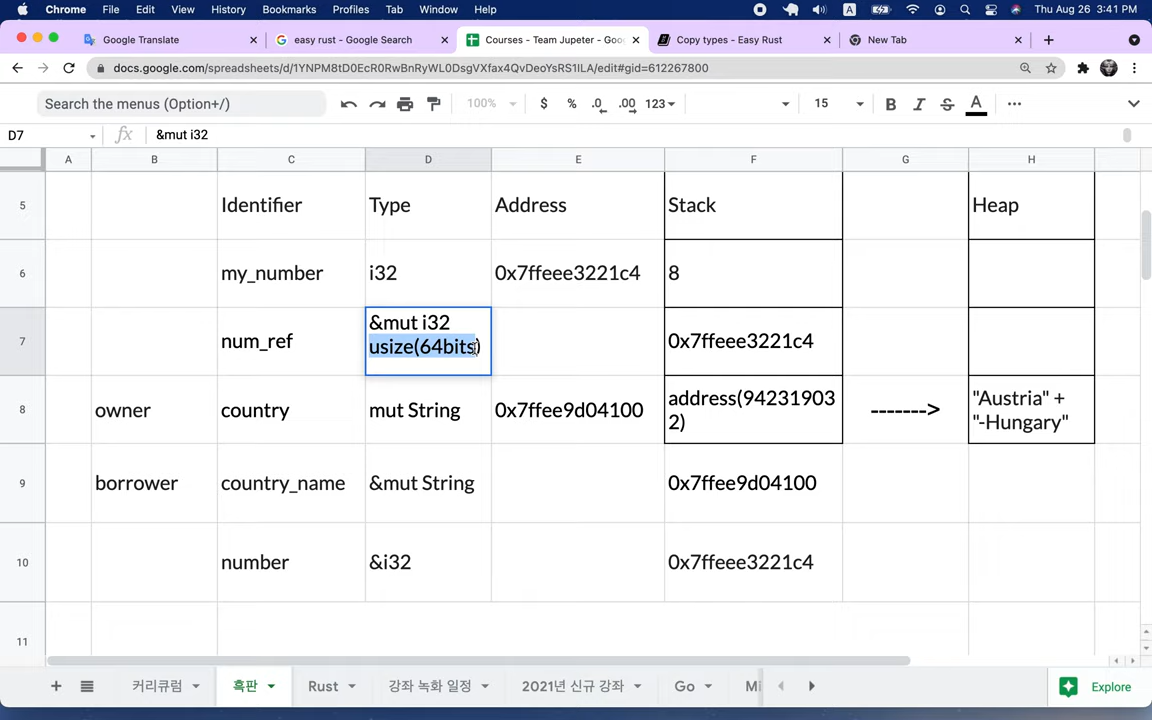 Chrome File Edit View History Bookmarks Profiles Tab Window Help A Thu Aug 26 3:41 PM
Google Translate easy rust - Google Search Courses - Team Jupeter - Goo Copy types - Easy Rust New Tab
docs.google.com/spreadsheets/d/1YNPM8tD0EcR0RwBnRyWL0DsgVXfax4QvDeoYsRS1ILA/edit#gid=612267800
Search the menus (Option+/) 100% $ % .0 .00 123 15 B I S A
D7 fx &mut i32
A B C D E F G H
5 Identifier Type Address Stack Heap
6 my_number i32 0x7ffeee3221c4 8
7 num_ref &mut i32 0x7ffeee3221c4
usize(64bits)
8 owner country mut String 0x7ffee9d04100 address(94231903 -------> "Austria" +
2) "-Hungary"
9 borrower country_name &mut String 0x7ffee9d04100
10 number &i32 0x7ffeee3221c4
11
커리큘럼 흑판 Rust 강좌 녹화 일정 2021년 신규 강좌 Go Mi Explore